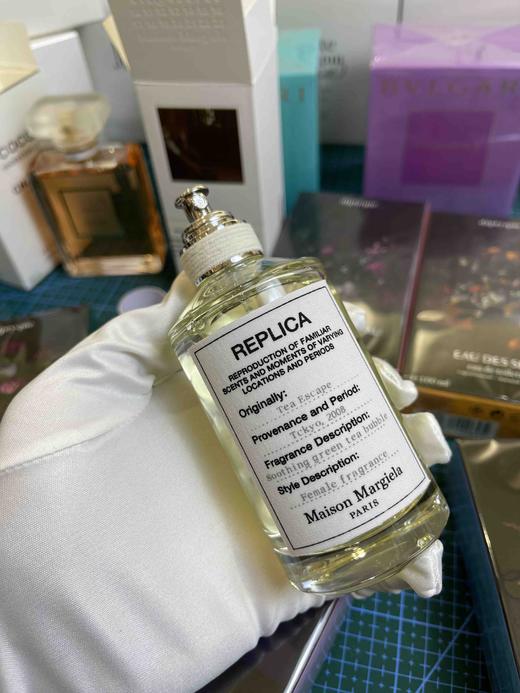 BVLGARI
COCO
EAU DES S
REPLICA
REPRODUCTION OF FAMILIAR
SCENTS AND MOMENTS OF VARYING
LOCATIONS AND PERIODS
Originally:
Tea Escape
Provenance and Period:
Tokyo, 2008
Fragrance Description:
Soothing green tea bubble
Style Description:
Female fragrance
Maison Margiela
PARIS